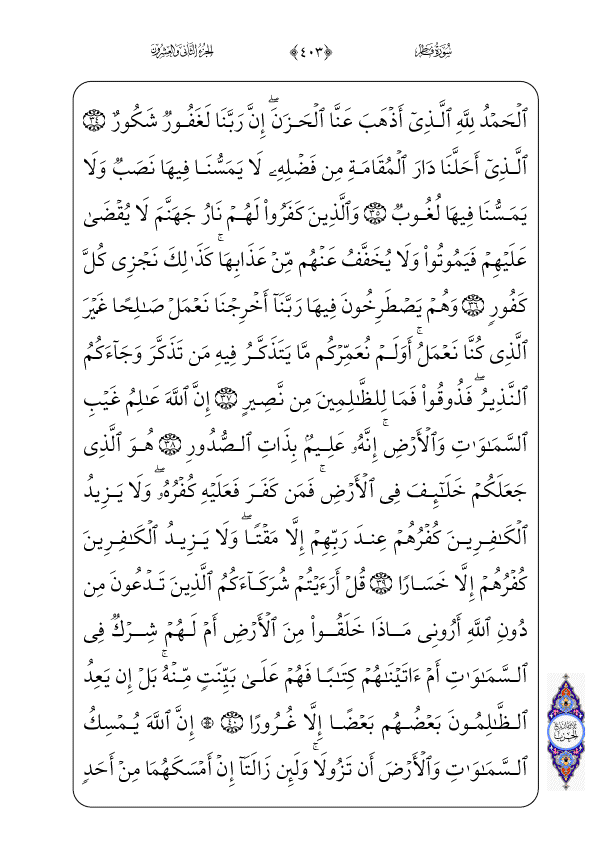 سُورَةُ فَاطِر ﴿٤٠٣﴾ الجُزءُ الثَّانِي وَالعِشرُون
ٱلْحَمْدُ لِلَّهِ ٱلَّذِىٓ أَذْهَبَ عَنَّا ٱلْحَزَنَ ۖ إِنَّ رَبَّنَا لَغَفُورٌ شَكُورٌ ٣٤
ٱلَّذِىٓ أَحَلَّنَا دَارَ ٱلْمُقَامَةِ مِن فَضْلِهِۦ لَا يَمَسُّنَا فِيهَا نَصَبٌ وَلَا
يَمَسُّنَا فِيهَا لُغُوبٌ ٣٥ وَٱلَّذِينَ كَفَرُوا۟ لَهُمْ نَارُ جَهَنَّمَ لَا يُقْضَىٰ
عَلَيْهِمْ فَيَمُوتُوا۟ وَلَا يُخَفَّفُ عَنْهُم مِّنْ عَذَابِهَا ۚ كَذَٰلِكَ نَجْزِى كُلَّ
كَفُورٍ ٣٦ وَهُمْ يَصْطَرِخُونَ فِيهَا رَبَّنَآ أَخْرِجْنَا نَعْمَلْ صَـٰلِحًا غَيْرَ
ٱلَّذِى كُنَّا نَعْمَلُ ۚ أَوَلَمْ نُعَمِّرْكُم مَّا يَتَذَكَّرُ فِيهِ مَن تَذَكَّرَ وَجَآءَكُمُ
ٱلنَّذِيرُ ۖ فَذُوقُوا۟ فَمَا لِلظَّـٰلِمِينَ مِن نَّصِيرٍ ٣٧ إِنَّ ٱللَّهَ عَـٰلِمُ غَيْبِ
ٱلسَّمَـٰوَٰتِ وَٱلْأَرْضِ ۚ إِنَّهُۥ عَلِيمٌۢ بِذَاتِ ٱلصُّدُورِ ٣٨ هُوَ ٱلَّذِى
جَعَلَكُمْ خَلَـٰٓئِفَ فِى ٱلْأَرْضِ ۚ فَمَن كَفَرَ فَعَلَيْهِ كُفْرُهُۥ ۖ وَلَا يَزِيدُ
ٱلْكَـٰفِرِينَ كُفْرُهُمْ عِندَ رَبِّهِمْ إِلَّا مَقْتًا ۖ وَلَا يَزِيدُ ٱلْكَـٰفِرِينَ
كُفْرُهُمْ إِلَّا خَسَارًا ٣٩ قُلْ أَرَءَيْتُمْ شُرَكَآءَكُمُ ٱلَّذِينَ تَدْعُونَ مِن
دُونِ ٱللَّهِ أَرُونِى مَاذَا خَلَقُوا۟ مِنَ ٱلْأَرْضِ أَمْ لَهُمْ شِرْكٌ فِى
ٱلسَّمَـٰوَٰتِ أَمْ ءَاتَيْنَـٰهُمْ كِتَـٰبًا فَهُمْ عَلَىٰ بَيِّنَتٍ مِّنْهُ ۚ بَلْ إِن يَعِدُ
ٱلظَّـٰلِمُونَ بَعْضُهُم بَعْضًا إِلَّا غُرُورًا ٤٠ ۞ إِنَّ ٱللَّهَ يُمْسِكُ
ٱلسَّمَـٰوَٰتِ وَٱلْأَرْضَ أَن تَزُولَا ۚ وَلَئِن زَالَتَآ إِنْ أَمْسَكَهُمَا مِنْ أَحَدٍ